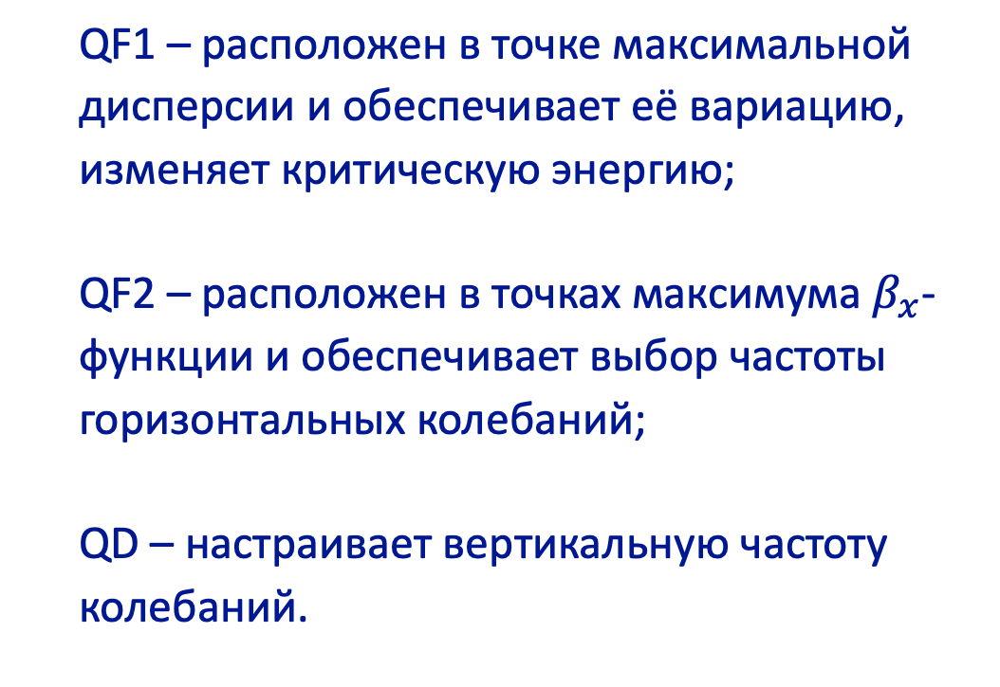 QF1 – расположен в точке максимальной
дисперсии и обеспечивает её вариацию,
изменяет критическую энергию;
QF2 – расположен в точках максимума βₓ-
функции и обеспечивает выбор частоты
горизонтальных колебаний;
QD – настраивает вертикальную частоту
колебаний.